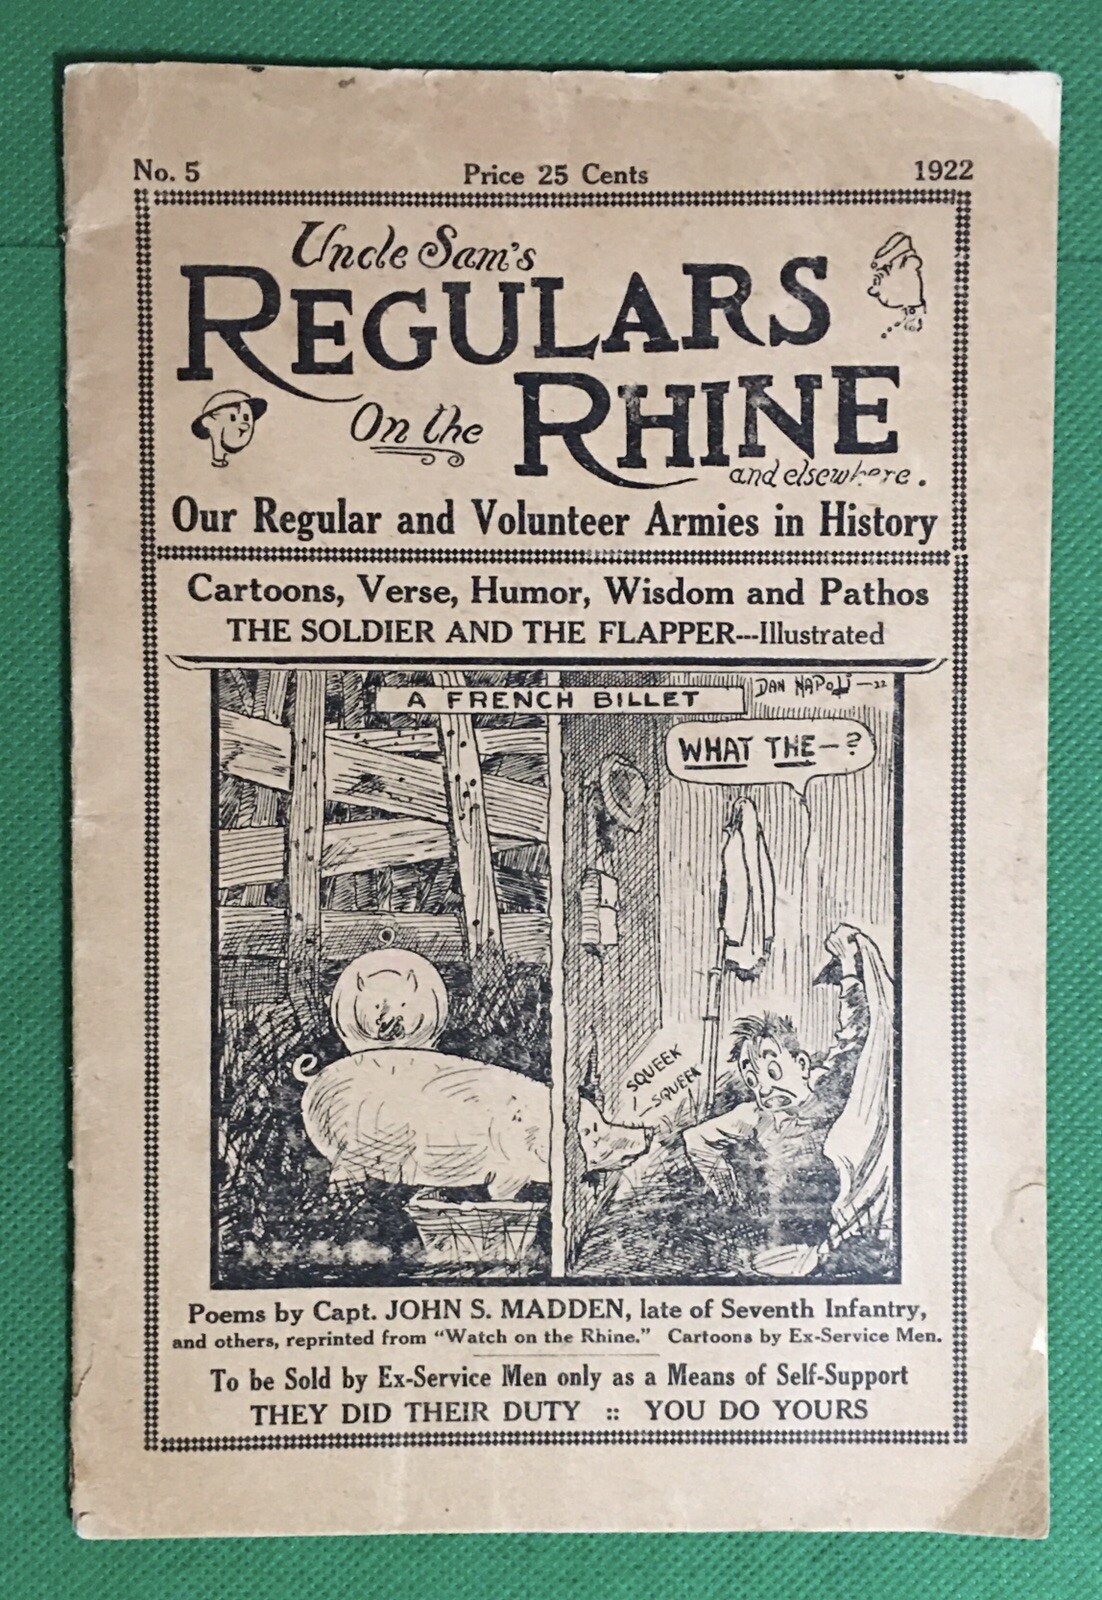 No. 5 Price 25 Cents 1922
Uncle Sam's
REGULARS
On the RHINE
and elsewhere.
Our Regular and Volunteer Armies in History
Cartoons, Verse, Humor, Wisdom and Pathos
THE SOLDIER AND THE FLAPPER---Illustrated
A FRENCH BILLET
DAN NAPOLI -22
WHAT THE - ?
SQUEEK
SQUEEK
Poems by Capt. JOHN S. MADDEN, late of Seventh Infantry,
and others, reprinted from "Watch on the Rhine." Cartoons by Ex-Service Men.
To be Sold by Ex-Service Men only as a Means of Self-Support
THEY DID THEIR DUTY :: YOU DO YOURS